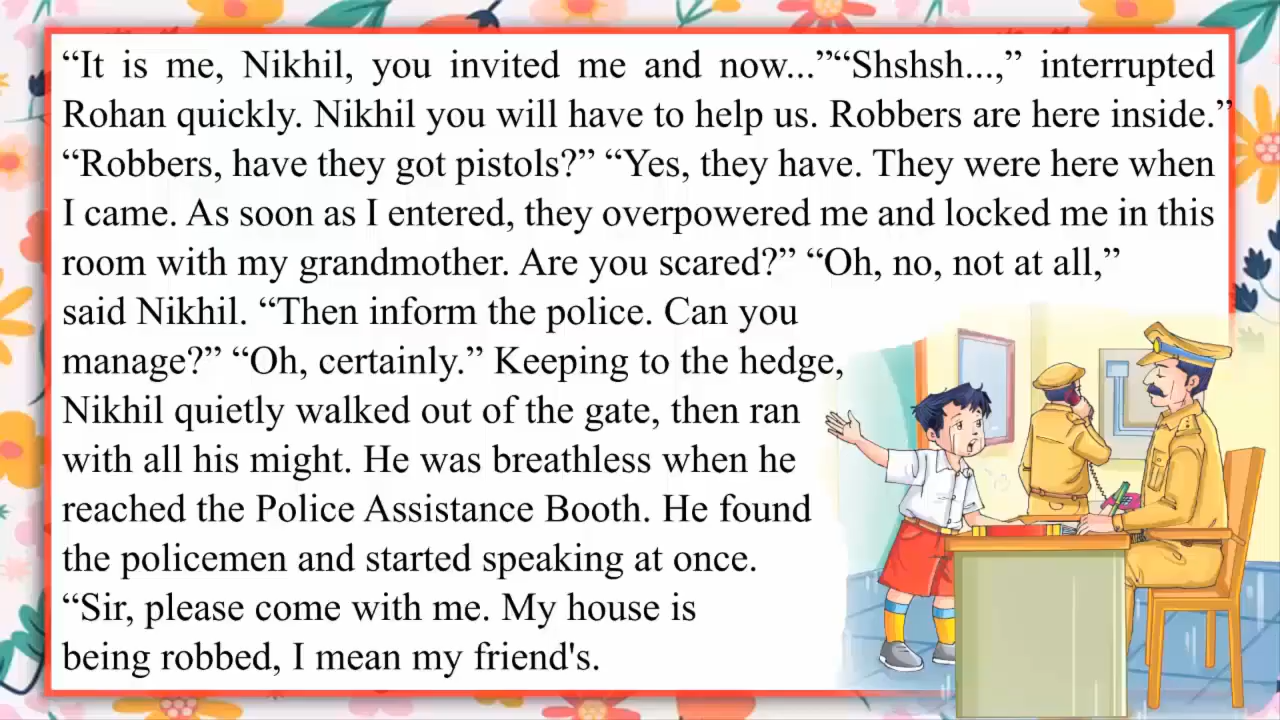 “It is me, Nikhil, you invited me and now...”“Shshsh...,” interrupted
Rohan quickly. Nikhil you will have to help us. Robbers are here inside.”
“Robbers, have they got pistols?” “Yes, they have. They were here when
I came. As soon as I entered, they overpowered me and locked me in this
room with my grandmother. Are you scared?” “Oh, no, not at all,”
said Nikhil. “Then inform the police. Can you
manage?” “Oh, certainly.” Keeping to the hedge,
Nikhil quietly walked out of the gate, then ran
with all his might. He was breathless when he
reached the Police Assistance Booth. He found
the policemen and started speaking at once.
“Sir, please come with me. My house is
being robbed, I mean my friend's.